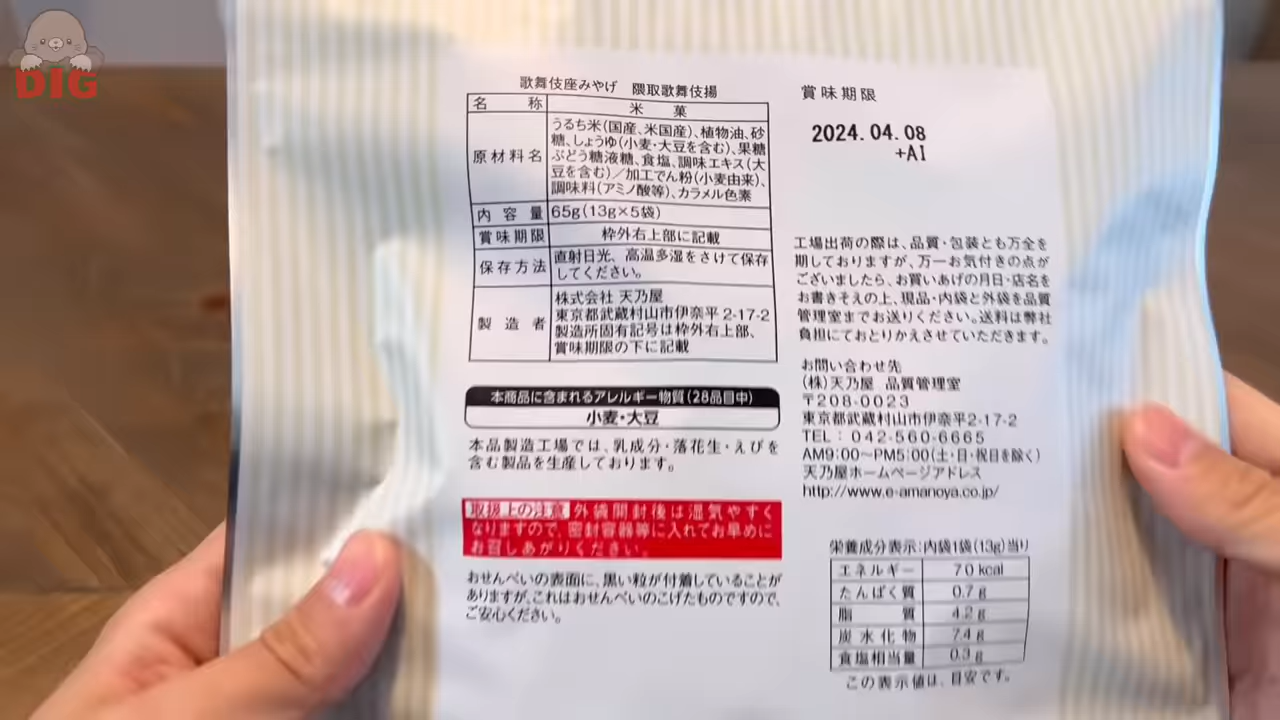 DIG
歌舞伎座みやげ 隈取歌舞伎揚
名称 米菓
原材料名 うるち米(国産、米国産)、植物油、砂
糖、しょうゆ(小麦・大豆を含む)、果糖
ぶどう糖液糖、食塩、調味エキス(大
豆を含む)／加工でん粉(小麦由来)、
調味料(アミノ酸等)、カラメル色素
内容量 65g(13g×5袋)
賞味期限 枠外右上部に記載
保存方法 直射日光、高温多湿をさけて保存
してください。
製造者 株式会社 天乃屋
東京都武蔵村山市伊奈平 2-17-2
製造所固有記号は枠外右上部、
賞味期限の下に記載
本商品に含まれるアレルギー物質(28品目中)
小麦・大豆
本品製造工場では、乳成分・落花生・えびを
含む製品を生産しております。
取扱上の注意 外袋開封後は湿気やすく
なりますので、密封容器等に入れてお早めに
お召しあがりください。
おせんべいの表面に、黒い粒が付着していることが
ありますが、これはおせんべいのこげたものですので、
ご安心ください。
賞味期限
2024.04.08
+A1
工場出荷の際は、品質・包装とも万全を
期しておりますが、万一お気付きの点が
ございましたら、お買いあげの月日・店名を
お書きそえの上、現品・内袋と外袋を品質
管理室までお送りください。送料は弊社
負担にておとりかえさせていただきます。
お問い合わせ先
(株)天乃屋 品質管理室
〒208-0023
東京都武蔵村山市伊奈平2-17-2
TEL：042-560-6665
AM9:00〜PM5:00(土・日・祝日を除く)
天乃屋ホームページアドレス
http://www.e-amanoya.co.jp/
栄養成分表示:内袋1袋(13g)当り
エネルギー 70 kcal
たんぱく質 0.7 g
脂質 4.2 g
炭水化物 7.4 g
食塩相当量 0.3 g
この表示値は、目安です。